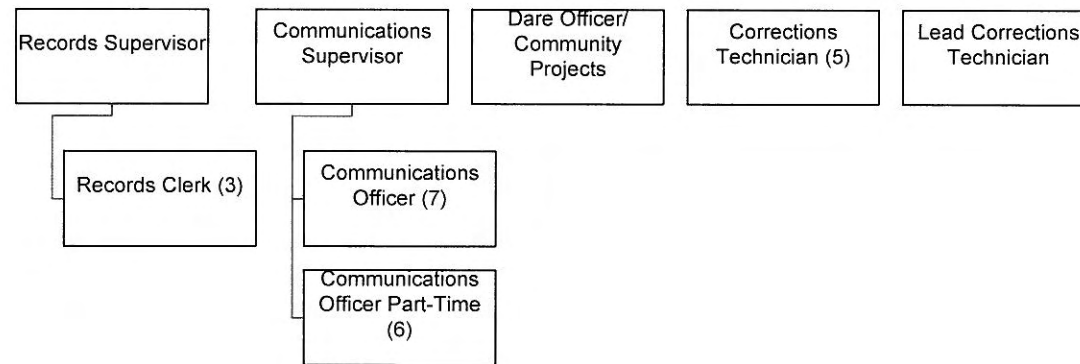 Records Supervisor
Communications
Supervisor
Dare Officer/
Community
Projects
Corrections
Technician (5)
Lead Corrections
Technician
Records Clerk (3)
Communications
Officer (7)
Communications
Officer Part-Time
(6)